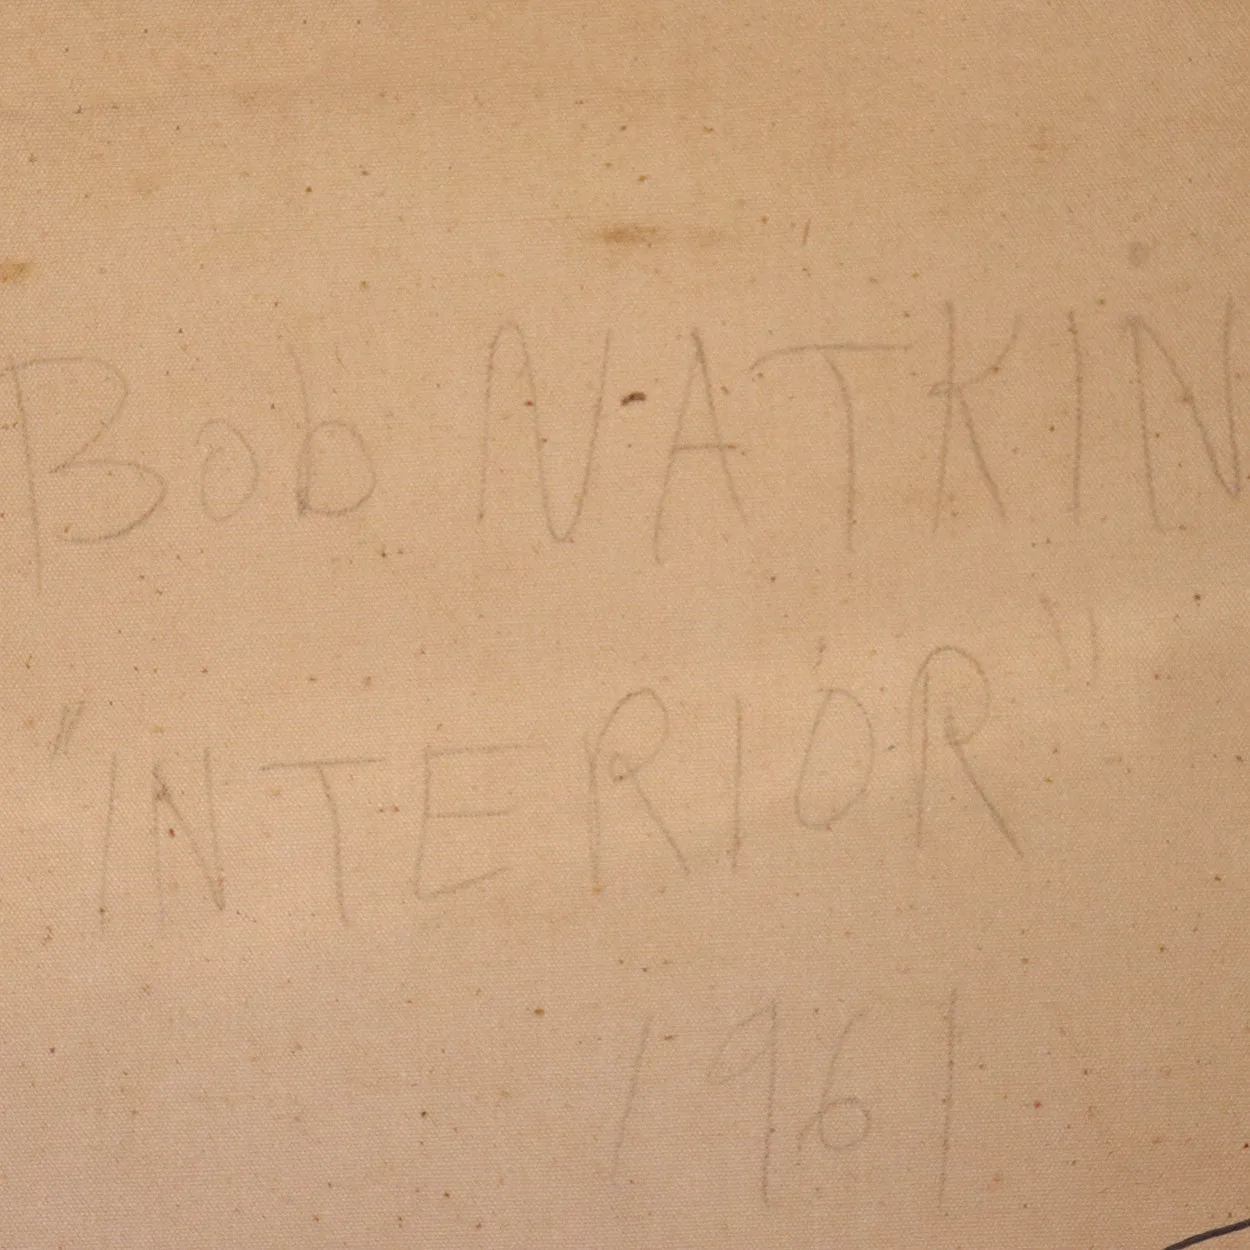 Bob NATKIN
"INTERIOR"
1961